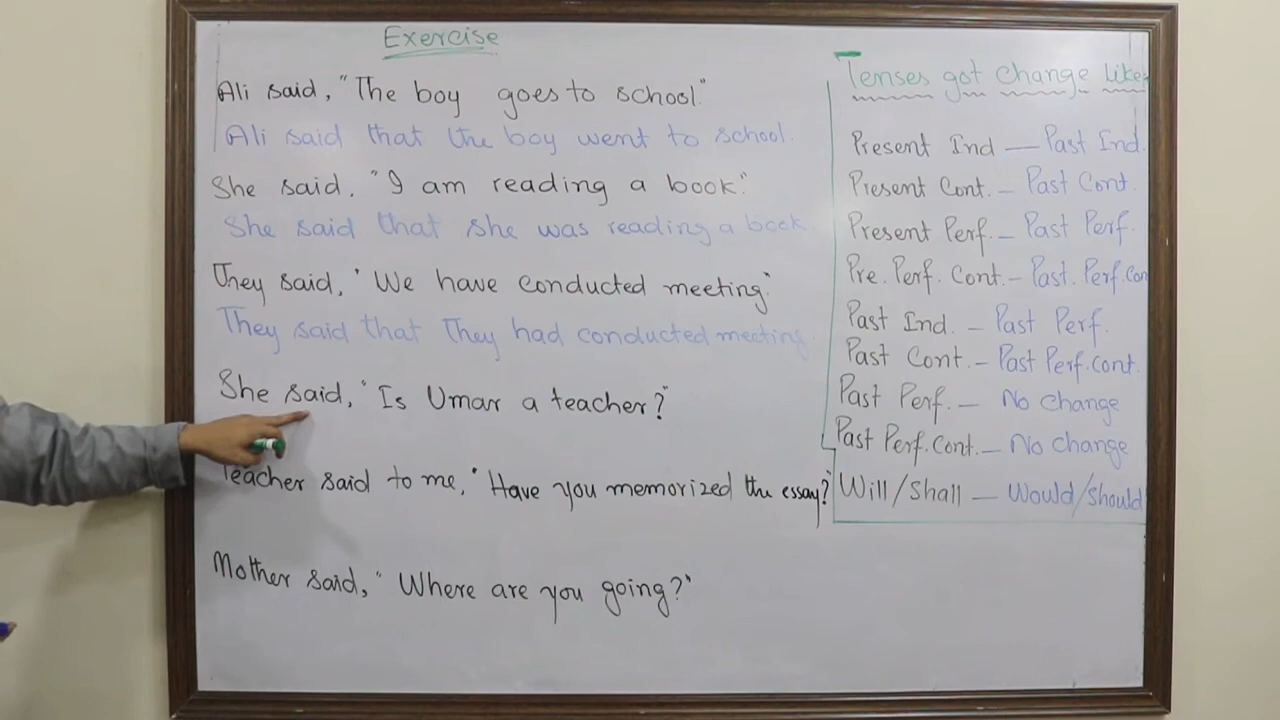 Exercise
Ali said, "The boy goes to school."
Ali said that the boy went to school.
She said. "I am reading a book."
She said that she was reading a book
They said, "We have conducted meeting."
They said that They had conducted meeting.
She said, "Is Umar a teacher?"
Teacher said to me, "Have you memorized the essay?"
Mother said, "Where are you going?"
Tenses got change like
Present Ind — Past Ind.
Present Cont. – Past Cont.
Present Perf. – Past Perf.
Pre. Perf. Cont. – Past. Perf. Con
Past Ind. – Past Perf.
Past Cont. – Past Perf. cont.
Past Perf. – No change
Past Perf. Cont. – No change
Will/Shall – Would/Should